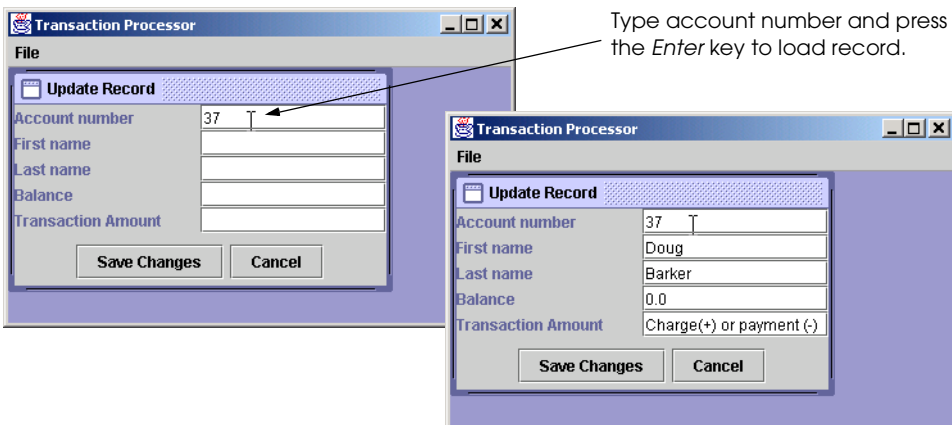 Transaction Processor
File
Update Record
Account number 37
First name
Last name
Balance
Transaction Amount
Save Changes Cancel
Type account number and press
the Enter key to load record.
Transaction Processor
File
Update Record
Account number 37
First name Doug
Last name Barker
Balance 0.0
Transaction Amount Charge(+) or payment (-)
Save Changes Cancel